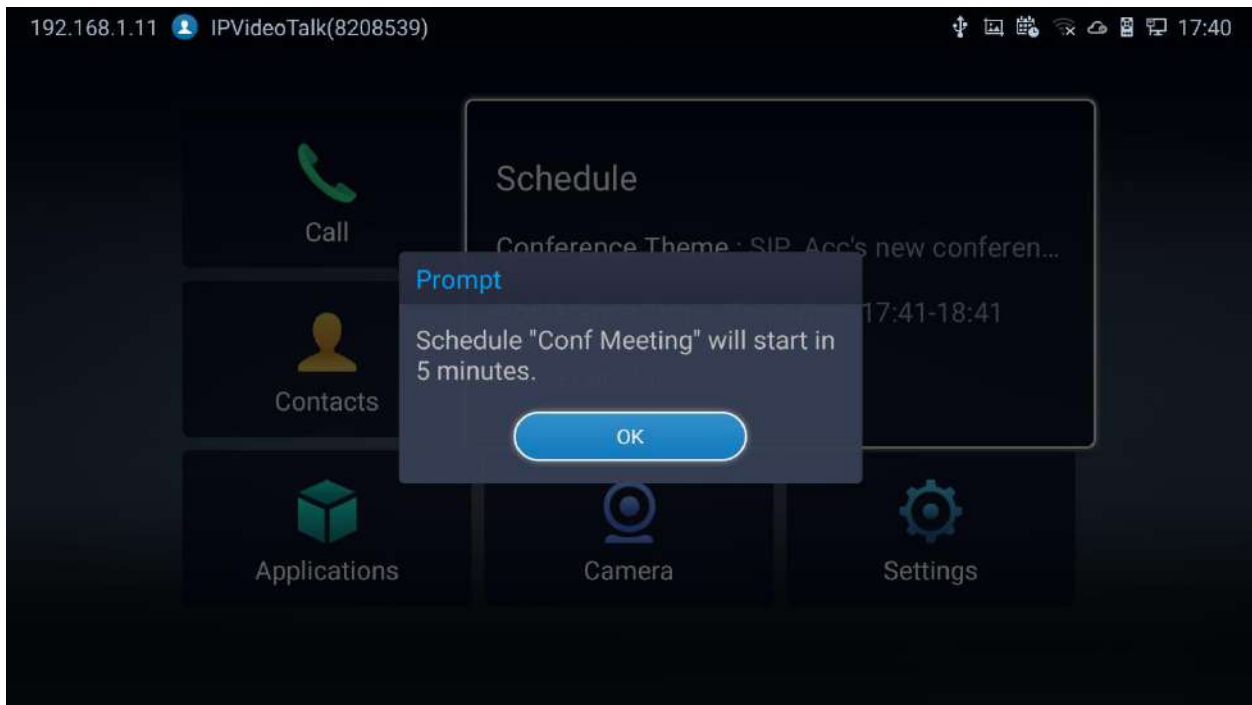 192.168.1.11 IPVideoTalk(8208539) 17:40
Call
Schedule
Conference Theme : SIP_Acc's new conferen...
17:41-18:41
Prompt
Schedule "Conf Meeting" will start in
5 minutes.
OK
Contacts
Applications
Camera
Settings